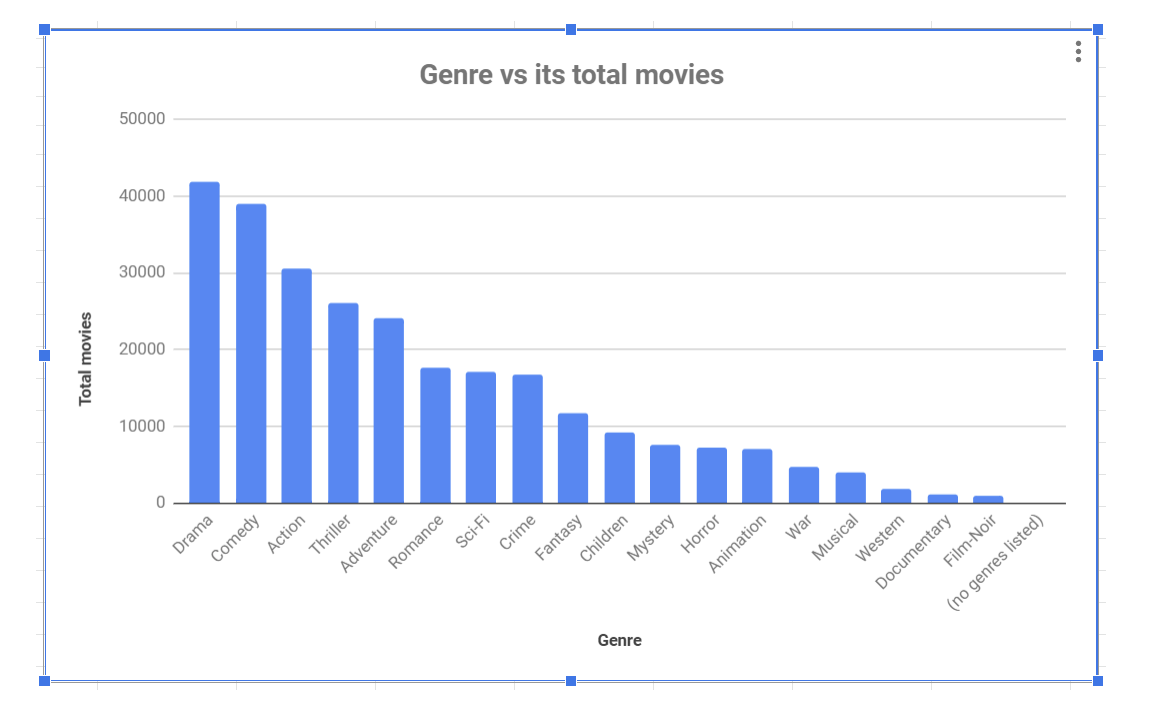 Genre vs its total movies
50000
40000
30000
20000
10000
0
Total movies
Drama
Comedy
Action
Thriller
Adventure
Romance
Sci-Fi
Crime
Fantasy
Children
Mystery
Horror
Animation
War
Musical
Western
Documentary
Film-Noir
(no genres listed)
Genre